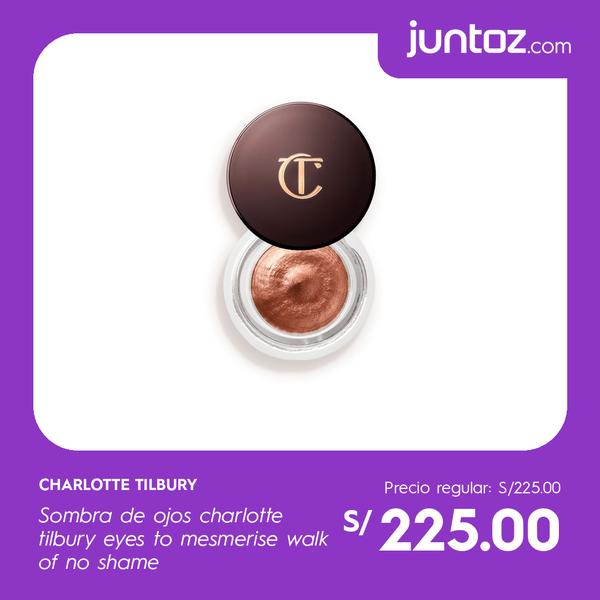 juntoz.com
CT
CHARLOTTE TILBURY
Sombra de ojos charlotte
tilbury eyes to mesmerise walk
of no shame
Precio regular: S/225.00
S/ 225.00